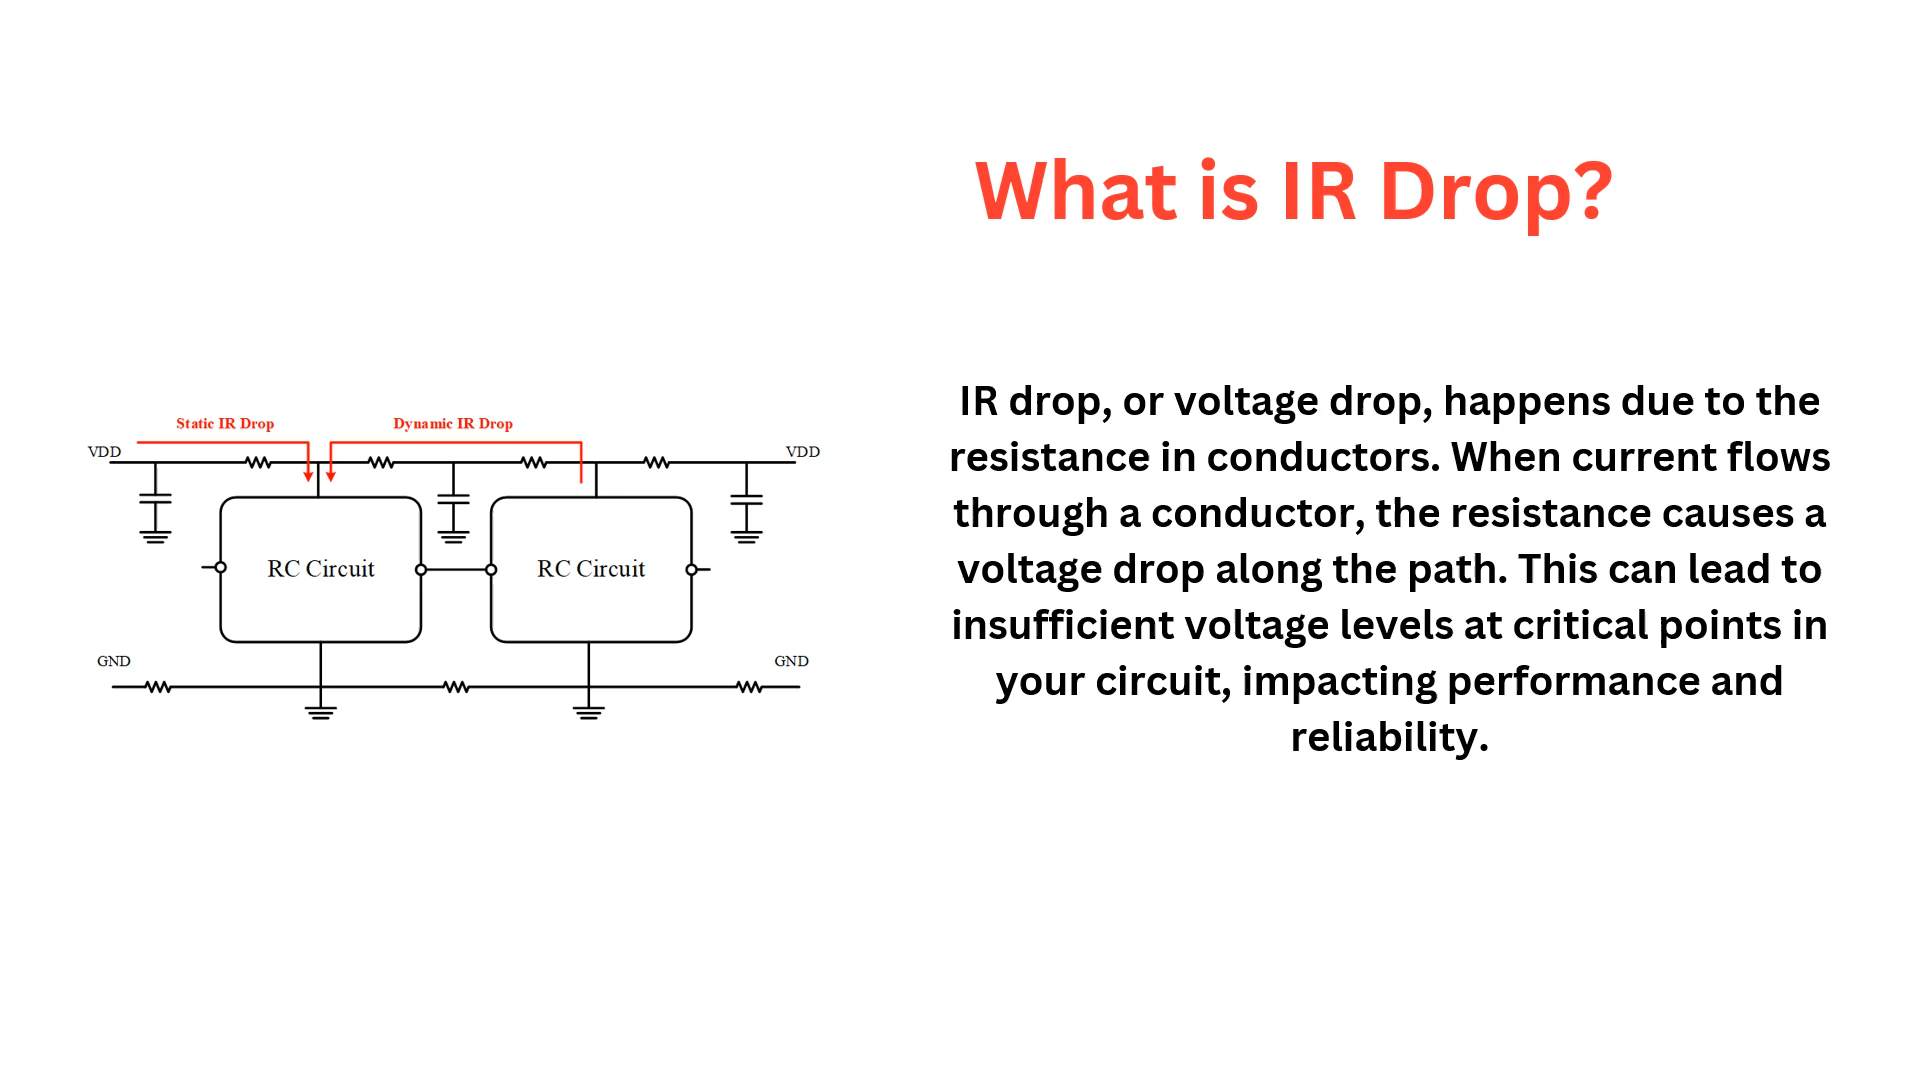 What is IR Drop?
Static IR Drop
Dynamic IR Drop
VDD
VDD
RC Circuit
RC Circuit
GND
GND
IR drop, or voltage drop, happens due to the
resistance in conductors. When current flows
through a conductor, the resistance causes a
voltage drop along the path. This can lead to
insufficient voltage levels at critical points in
your circuit, impacting performance and
reliability.